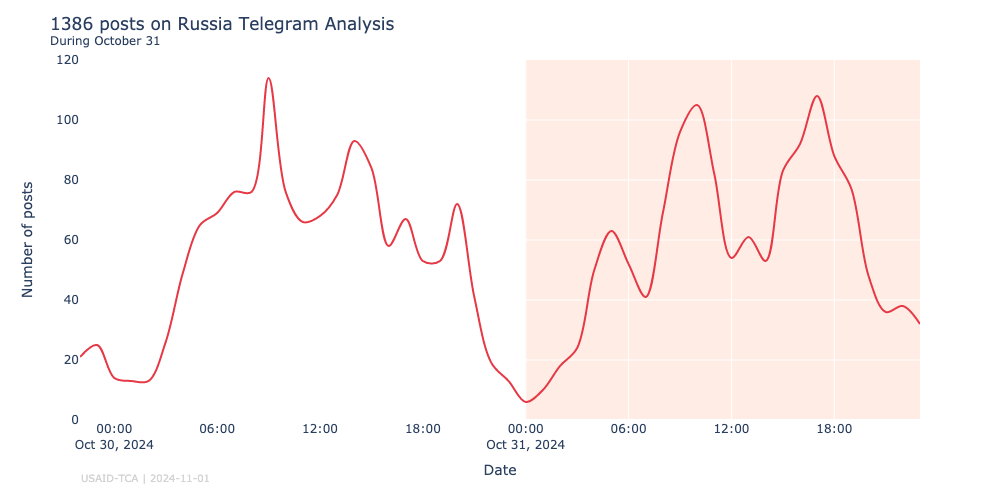 1386 posts on Russia Telegram Analysis
During October 31
120
100
80
60
40
20
0
Number of posts
00:00 06:00 12:00 18:00 00:00 06:00 12:00 18:00
Oct 30, 2024 Oct 31, 2024
Date
USAID-TCA | 2024-11-01